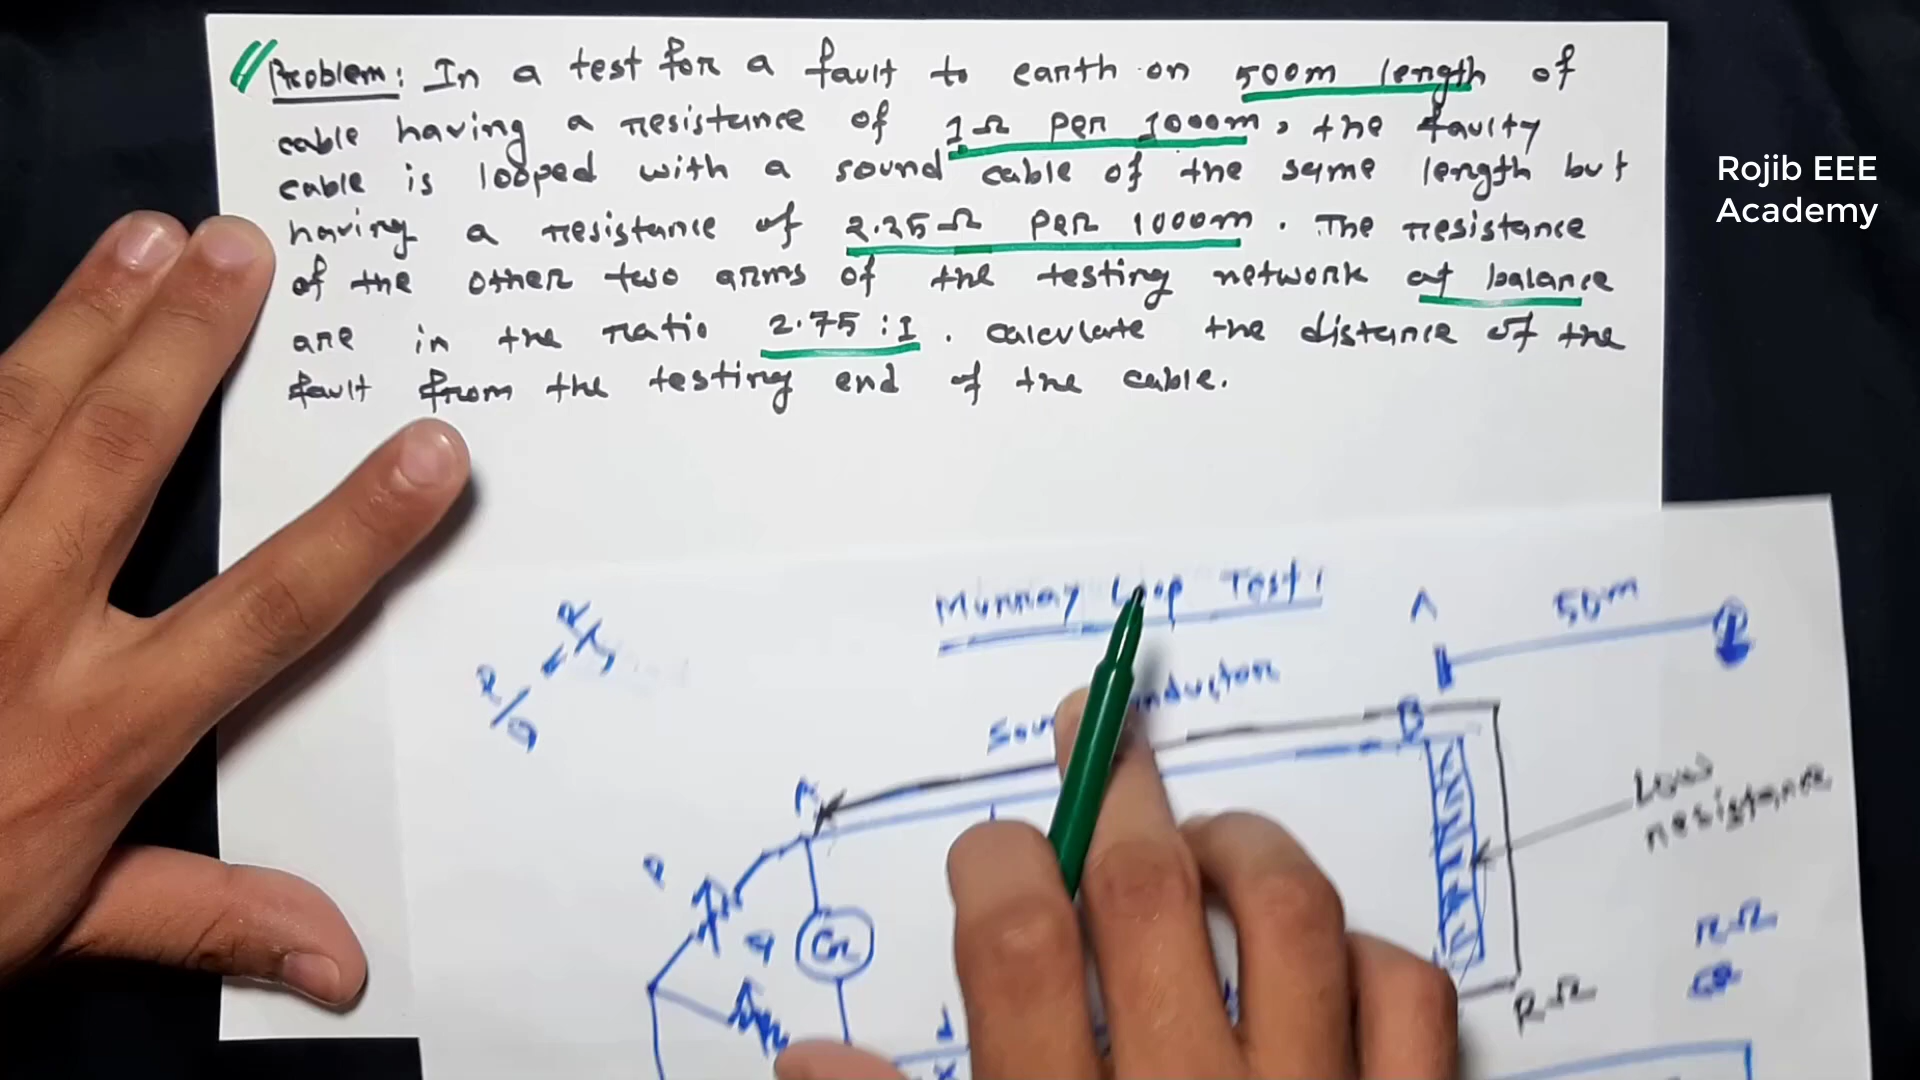 Problem: In a test for a fault to earth on 500m length of
cable having a resistance of 1Ω per 1000m, the faulty
cable is looped with a sound cable of the same length but
having a resistance of 2.25Ω per 1000m. The resistance
of the other two arms of the testing network at balance
are in the ratio 2.75:1. calculate the distance of the
fault from the testing end of the cable.
Rojib EEE
Academy
Murray Loop Test:
A
50m
B
Low
resistance
RΩ